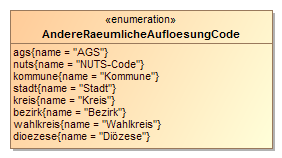 «enumeration»
AndereRaeumlicheAufloesungCode
ags{name = "AGS"}
nuts{name = "NUTS-Code"}
kommune{name = "Kommune"}
stadt{name = "Stadt"}
kreis{name = "Kreis"}
bezirk{name = "Bezirk"}
wahlkreis{name = "Wahlkreis"}
dioezese{name = "Diözese"}